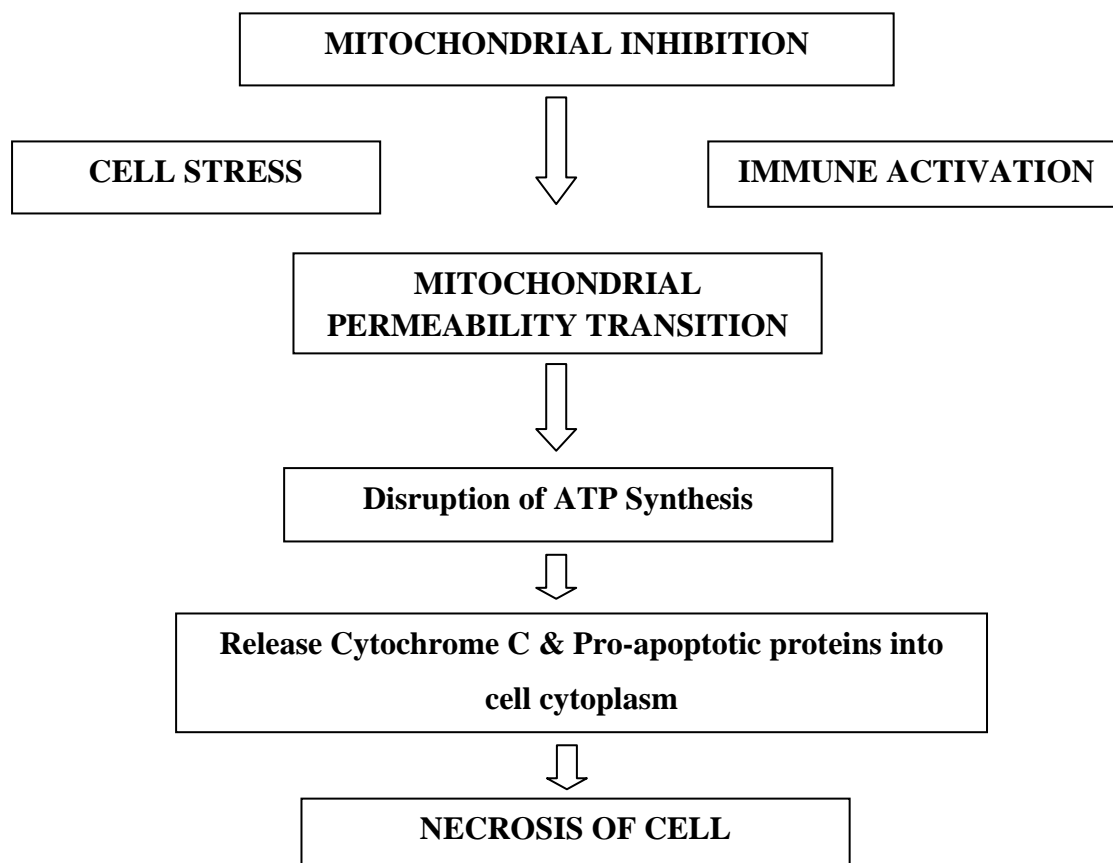 MITOCHONDRIAL INHIBITION
CELL STRESS
IMMUNE ACTIVATION
MITOCHONDRIAL
PERMEABILITY TRANSITION
Disruption of ATP Synthesis
Release Cytochrome C & Pro-apoptotic proteins into
cell cytoplasm
NECROSIS OF CELL